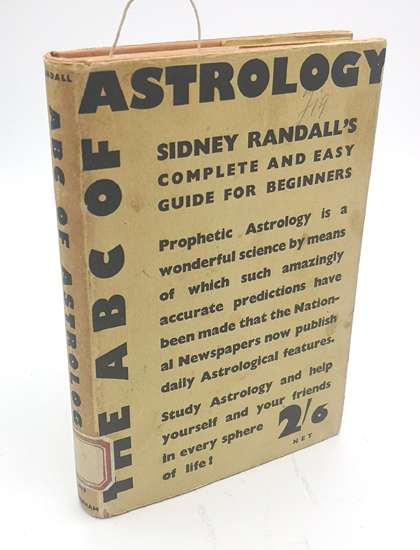 THE ABC OF
ASTROLOGY
SIDNEY RANDALL'S
COMPLETE AND EASY
GUIDE FOR BEGINNERS
Prophetic Astrology is a
wonderful science by means
of which such amazingly
accurate predictions have
been made that the Nation-
al Newspapers now publish
daily Astrological features.
Study Astrology and help
yourself and your friends
in every sphere
of life!
2/6
NET
ABC OF ASTROLOG